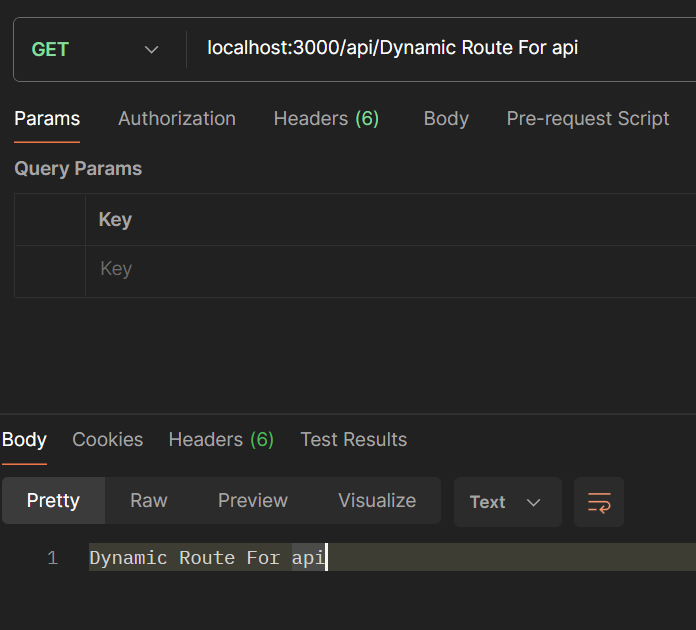 GET localhost:3000/api/Dynamic Route For api
Params Authorization Headers (6) Body Pre-request Script
Query Params
Key
Key
Body Cookies Headers (6) Test Results
Pretty Raw Preview Visualize Text
1 Dynamic Route For api